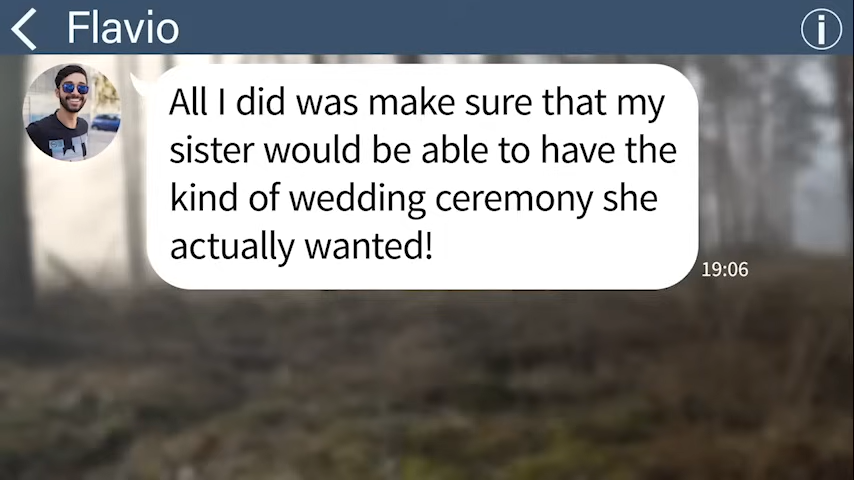 Flavio
All I did was make sure that my
sister would be able to have the
kind of wedding ceremony she
actually wanted!
19:06